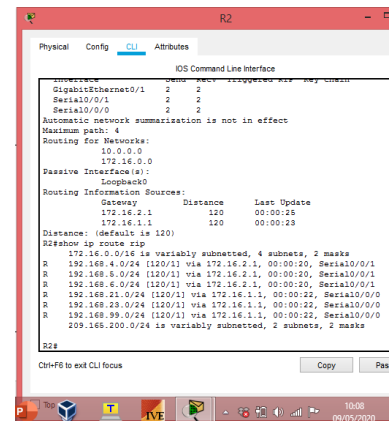 R2
Physical Config CLI Attributes
IOS Command Line Interface
Interface Send Recv Triggered RIP Key-chain
GigabitEthernet0/1 2 2
Serial0/0/1 2 2
Serial0/0/0 2 2
Automatic network summarization is not in effect
Maximum path: 4
Routing for Networks:
10.0.0.0
172.16.0.0
Passive Interface(s):
Loopback0
Routing Information Sources:
Gateway Distance Last Update
172.16.2.1 120 00:00:25
172.16.1.1 120 00:00:23
Distance: (default is 120)
R2#show ip route rip
172.16.0.0/16 is variably subnetted, 4 subnets, 2 masks
R 192.168.4.0/24 [120/1] via 172.16.2.1, 00:00:20, Serial0/0/1
R 192.168.5.0/24 [120/1] via 172.16.2.1, 00:00:20, Serial0/0/1
R 192.168.6.0/24 [120/1] via 172.16.2.1, 00:00:20, Serial0/0/1
R 192.168.21.0/24 [120/1] via 172.16.1.1, 00:00:22, Serial0/0/0
R 192.168.23.0/24 [120/1] via 172.16.1.1, 00:00:22, Serial0/0/0
R 192.168.99.0/24 [120/1] via 172.16.1.1, 00:00:22, Serial0/0/0
209.165.200.0/24 is variably subnetted, 2 subnets, 2 masks
R2#
Ctrl+F6 to exit CLI focus
Copy Pas
Top
IVE
10:08
09/05/2020